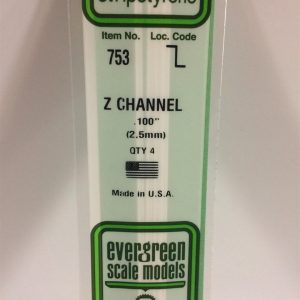 Item No. Loc. Code
753
Z CHANNEL
.100"
(2.5mm)
QTY 4
Made in U.S.A.
evergreen
scale models